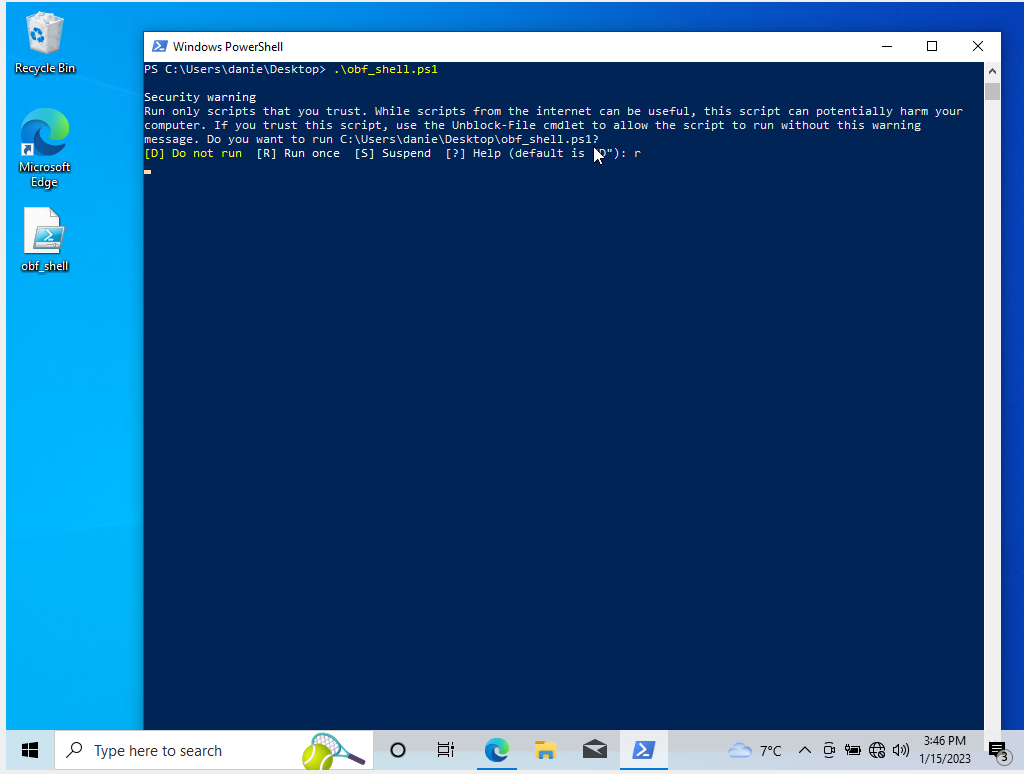 Recycle Bin
Microsoft
Edge
obf_shell
Windows PowerShell
PS C:\Users\danie\Desktop> .\obf_shell.ps1
Security warning
Run only scripts that you trust. While scripts from the internet can be useful, this script can potentially harm your
computer. If you trust this script, use the Unblock-File cmdlet to allow the script to run without this warning
message. Do you want to run C:\Users\danie\Desktop\obf_shell.ps1?
[D] Do not run  [R] Run once  [S] Suspend  [?] Help (default is "D"): r
Type here to search
7°C
3:46 PM
1/15/2023
3